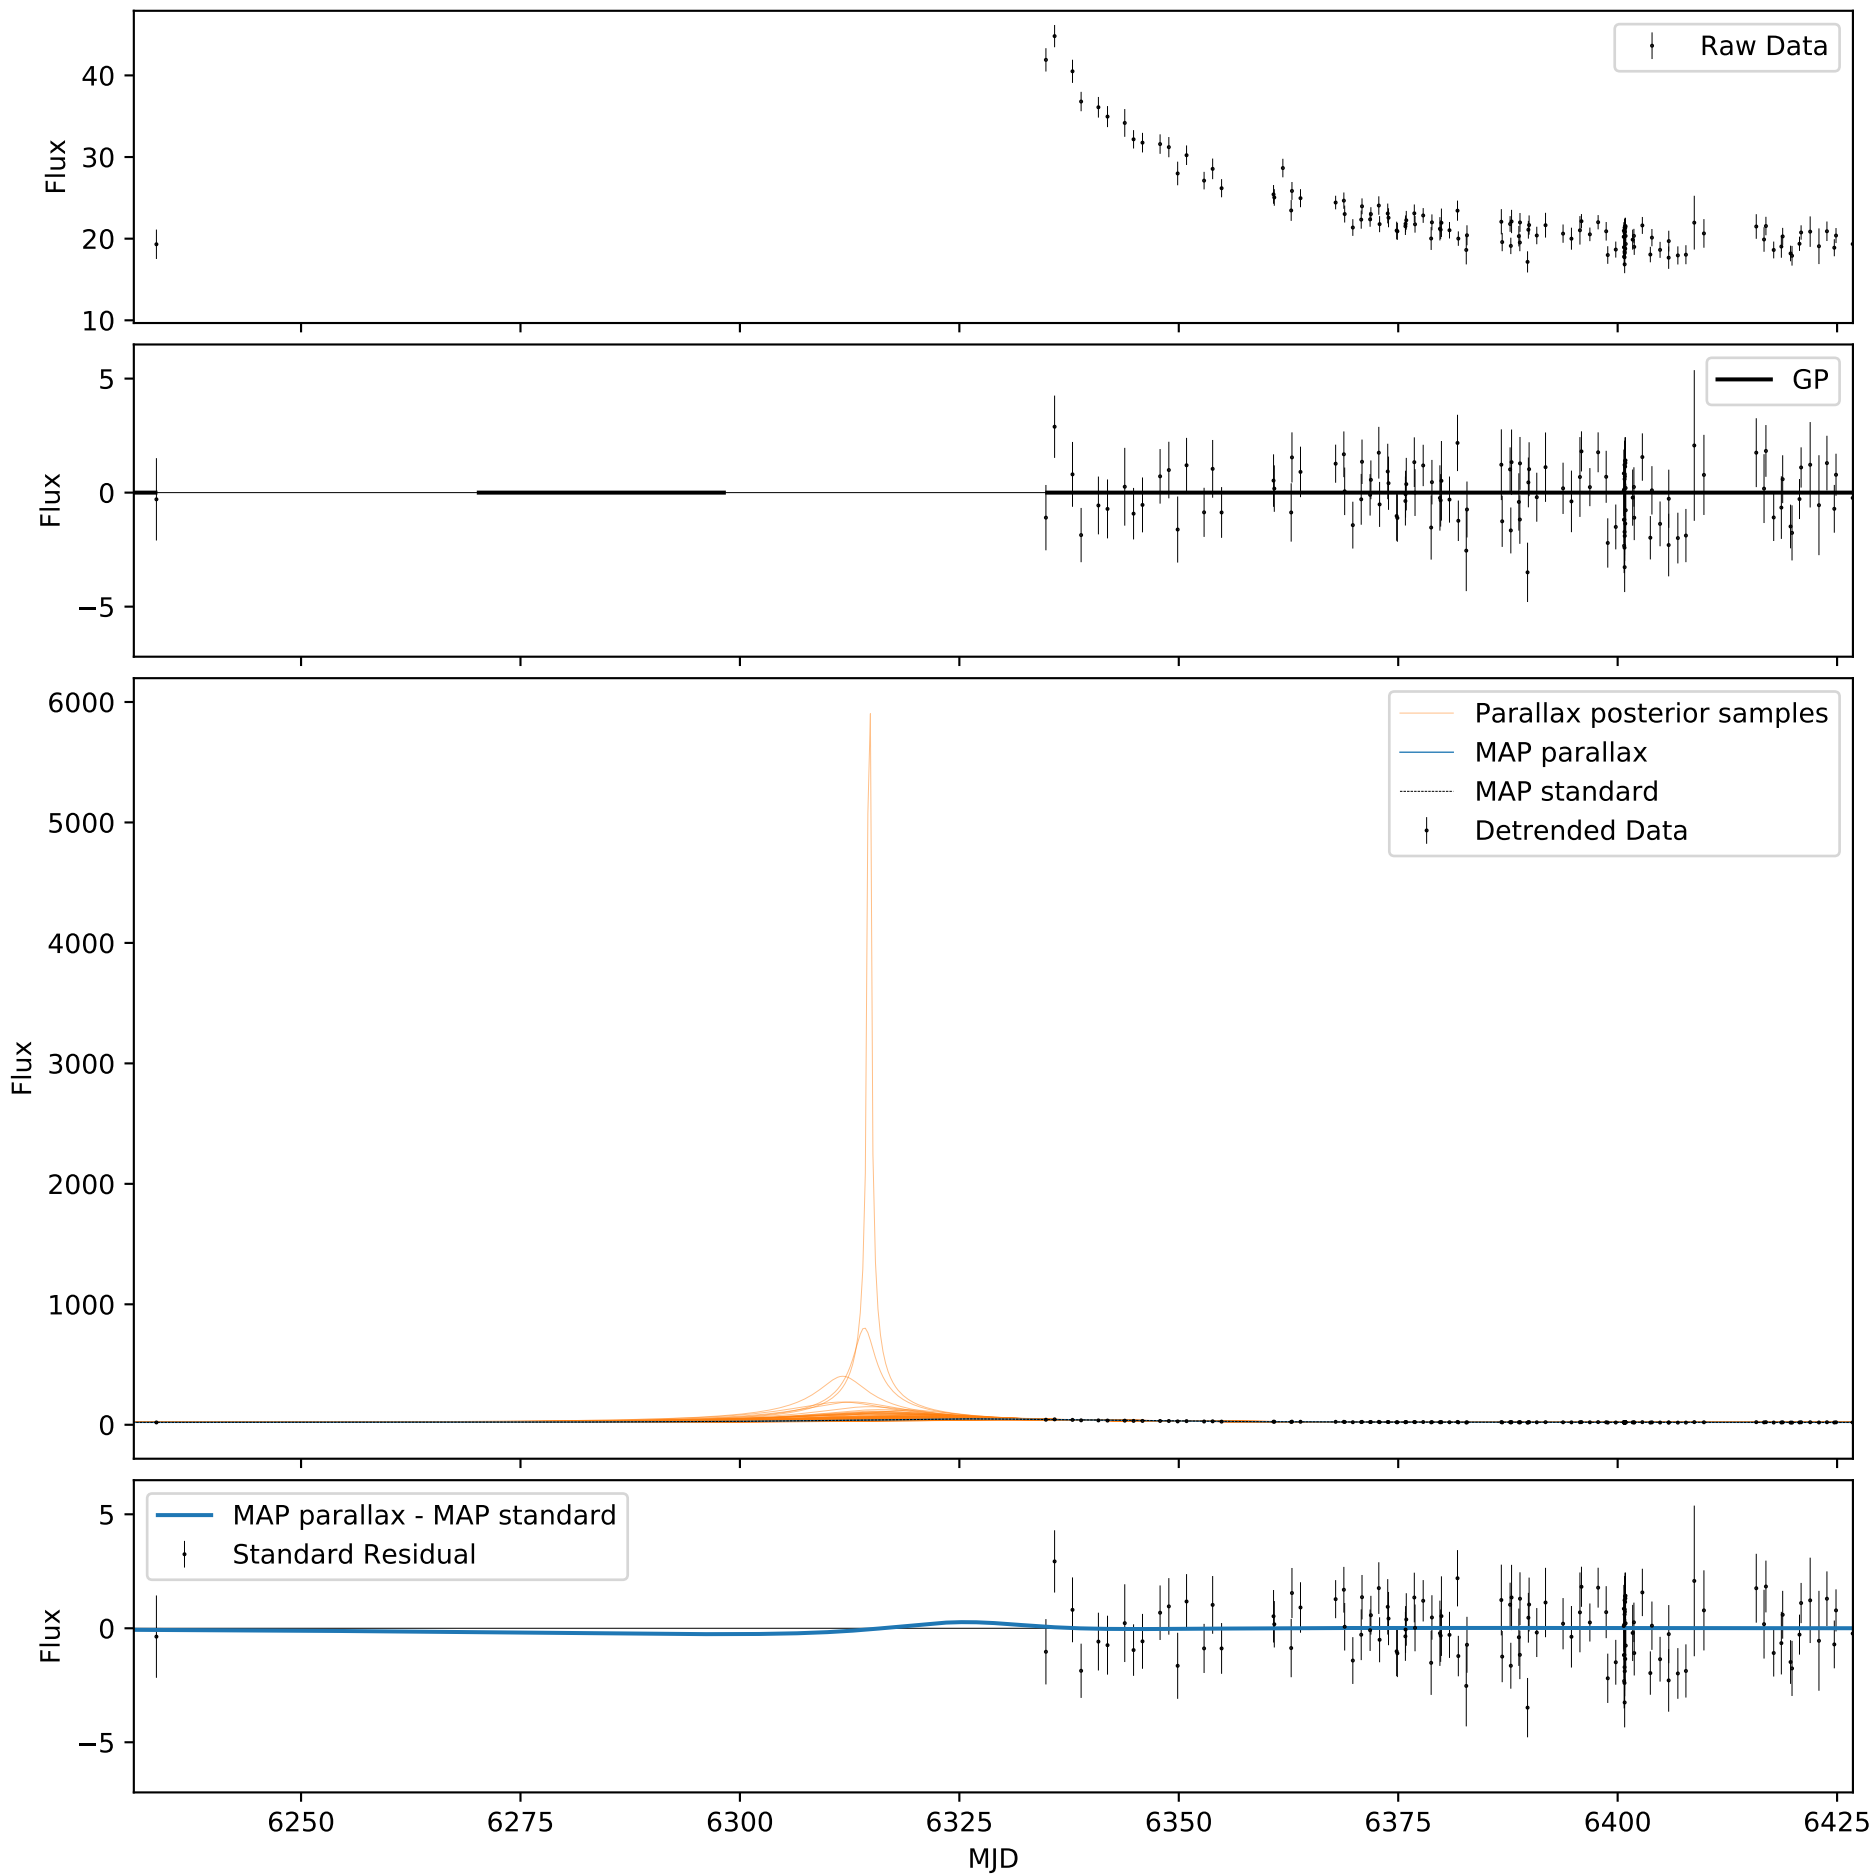 Raw Data
Flux
40
30
20
10
GP
Flux
5
0
−5
Parallax posterior samples
MAP parallax
MAP standard
Detrended Data
Flux
6000
5000
4000
3000
2000
1000
0
MAP parallax - MAP standard
Standard Residual
Flux
5
0
−5
6250 6275 6300 6325 6350 6375 6400 6425
MJD